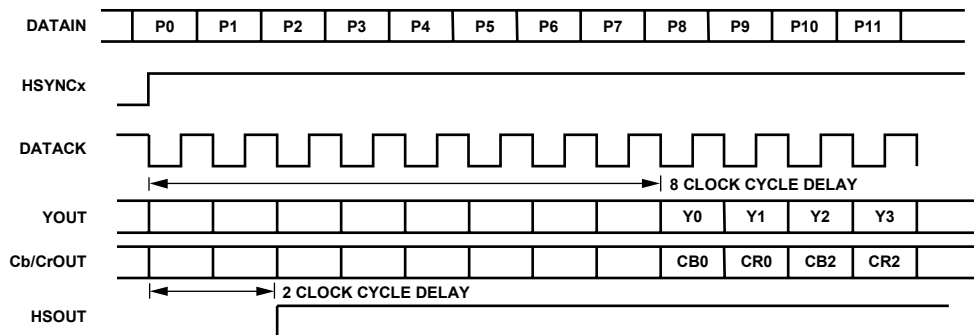 DATAIN P0 P1 P2 P3 P4 P5 P6 P7 P8 P9 P10 P11
HSYNCx
DATACK
8 CLOCK CYCLE DELAY
YOUT Y0 Y1 Y2 Y3
Cb/CrOUT CB0 CR0 CB2 CR2
2 CLOCK CYCLE DELAY
HSOUT